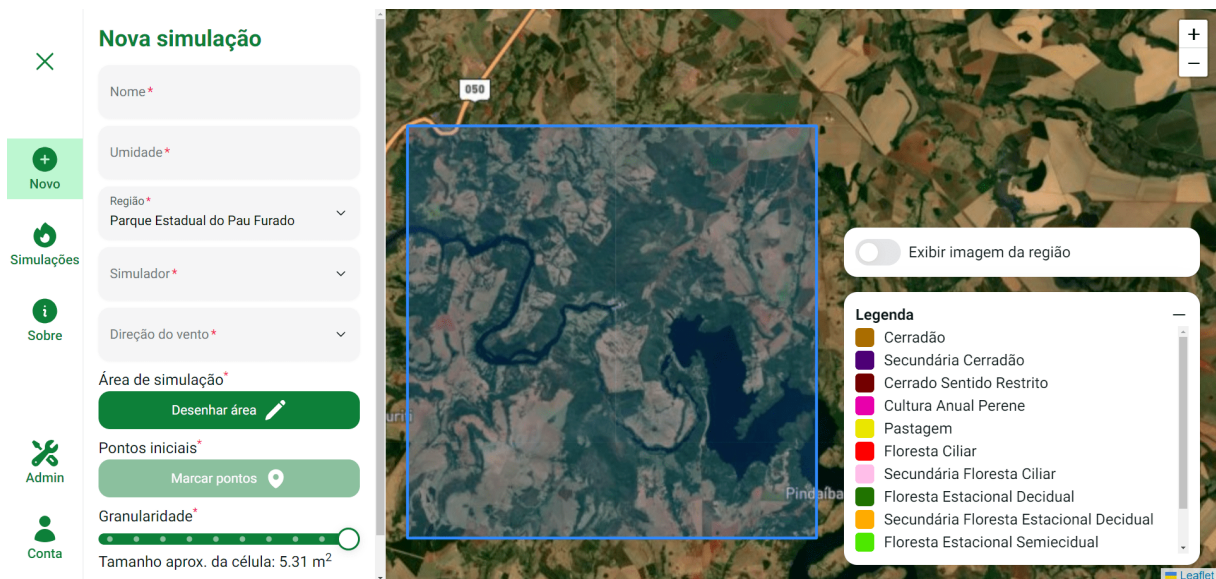 Novo
Simulações
Sobre
Admin
Conta
Nova simulação
Nome*
Umidade*
Região*
Parque Estadual do Pau Furado
Simulador*
Direção do vento*
Área de simulação*
Desenhar área
Pontos iniciais*
Marcar pontos
Granularidade*
Tamanho aprox. da célula: 5.31 m²
050
uriti
Pindaíba
+
−
Exibir imagem da região
Legenda
Cerradão
Secundária Cerradão
Cerrado Sentido Restrito
Cultura Anual Perene
Pastagem
Floresta Ciliar
Secundária Floresta Ciliar
Floresta Estacional Decidual
Secundária Floresta Estacional Decidual
Floresta Estacional Semiecidual
Leaflet